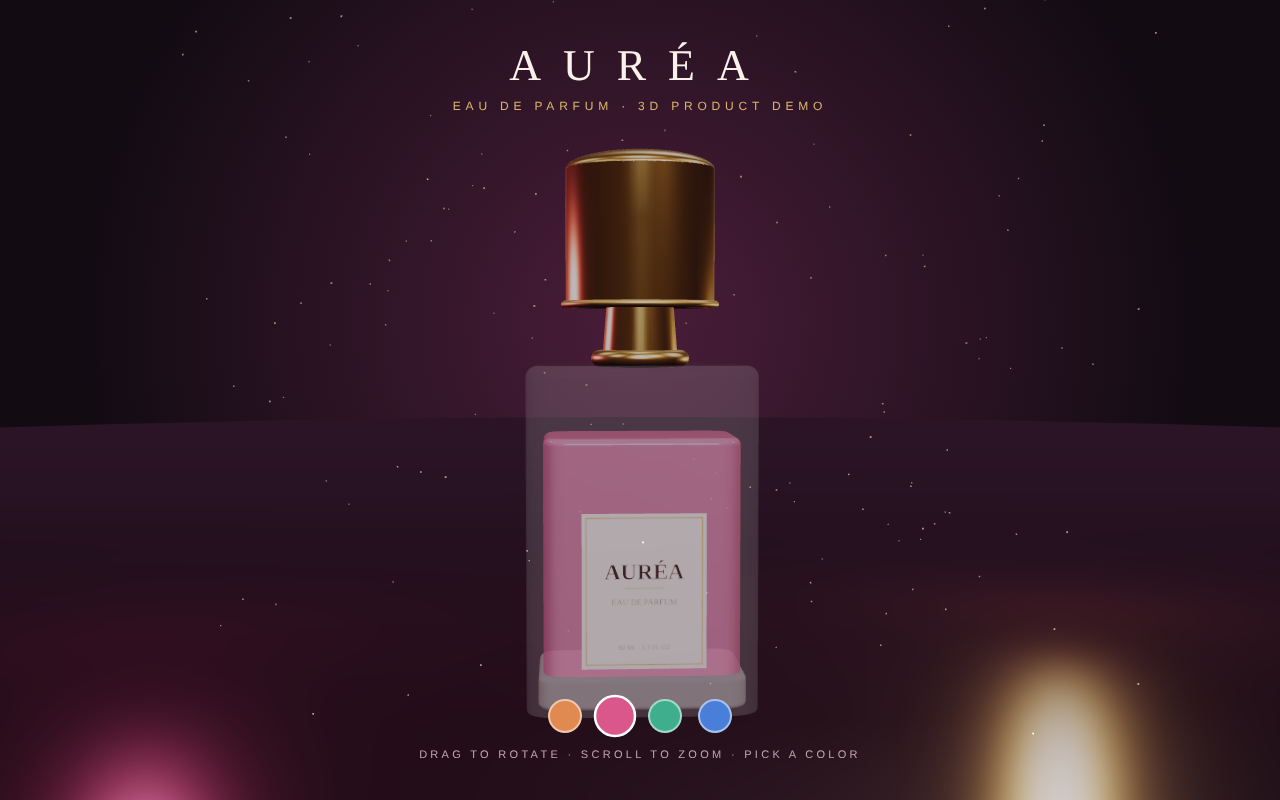 AURÉA
EAU DE PARFUM · 3D PRODUCT DEMO
AURÉA
EAU DE PARFUM
DRAG TO ROTATE · SCROLL TO ZOOM · PICK A COLOR